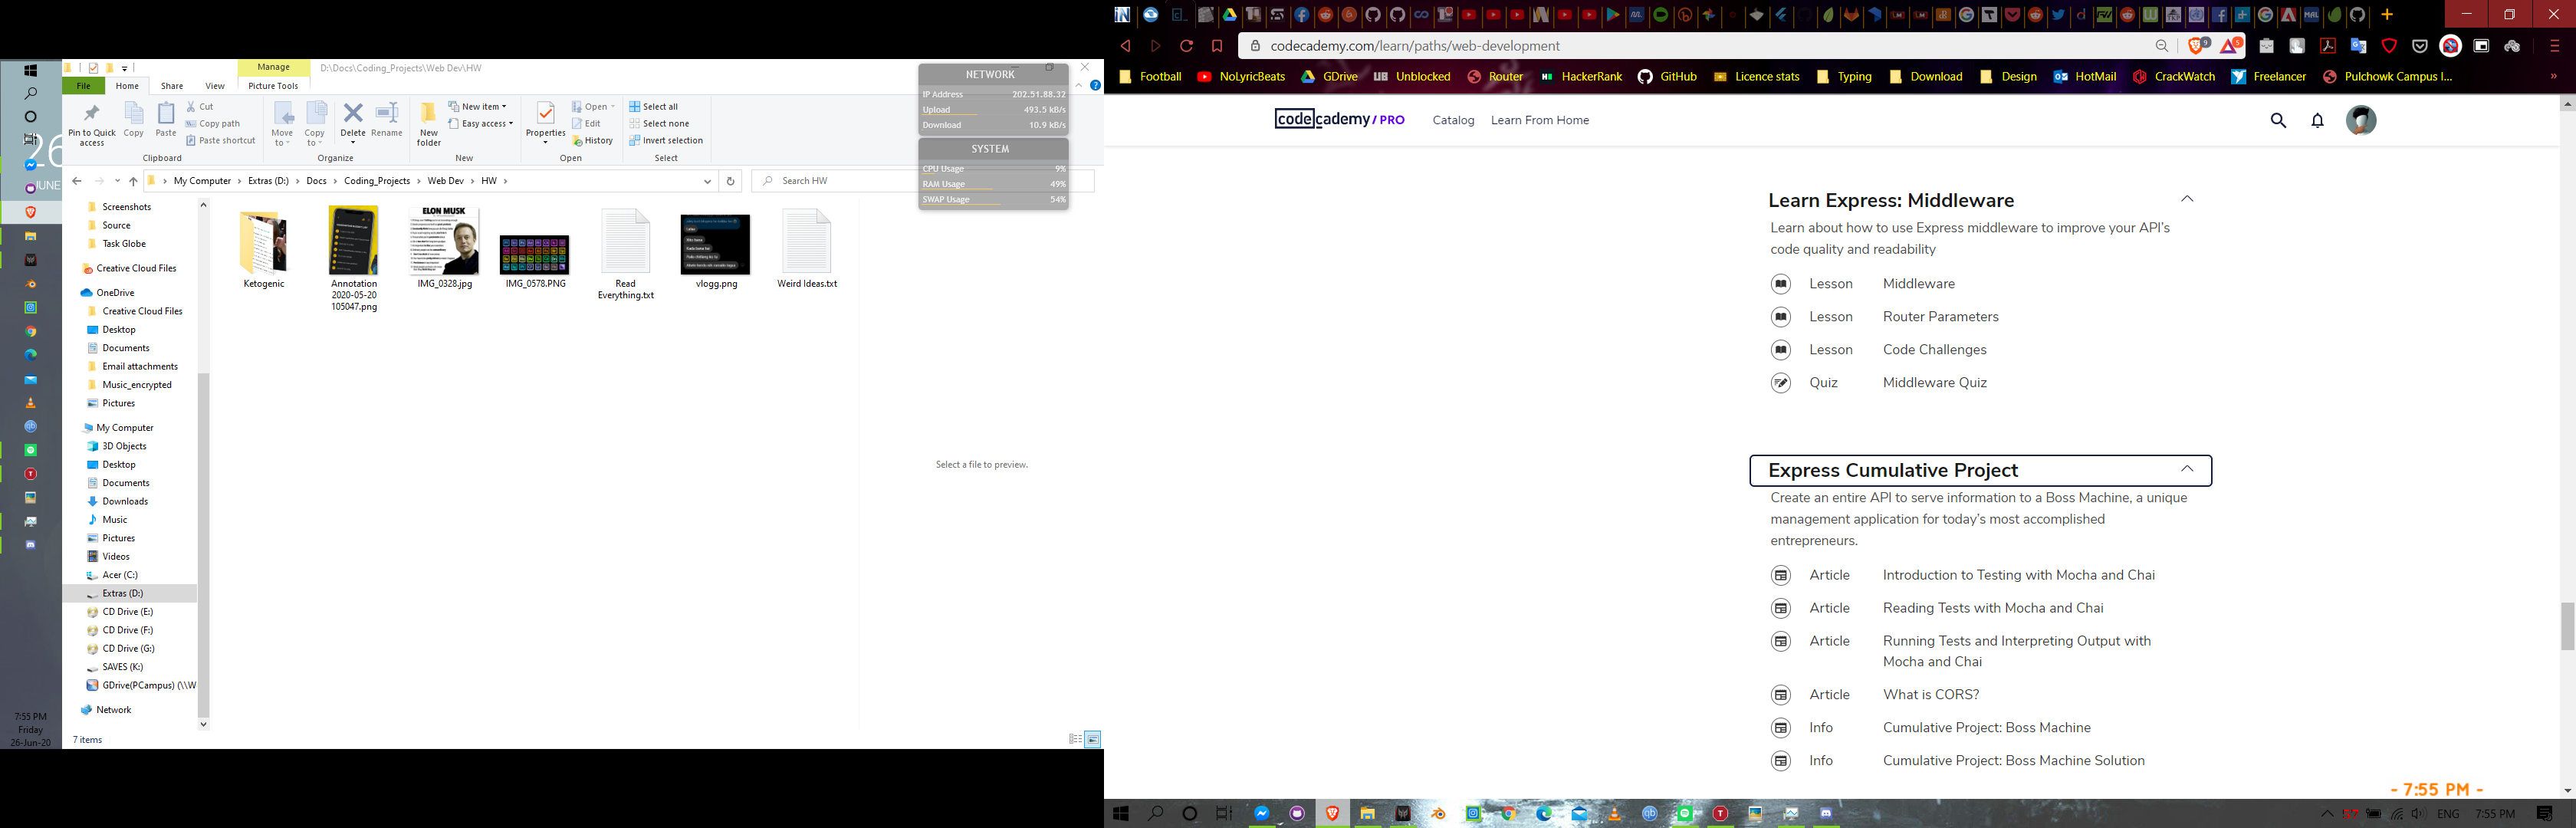 Manage
D:\Docs\Coding_Projects\Web Dev\HW
File
Home
Share
View
Picture Tools
Pin to Quick access
Copy
Paste
Cut
Copy path
Paste shortcut
Clipboard
Move to
Copy to
Delete
Rename
Organize
New folder
New item
Easy access
New
Properties
Open
Edit
History
Open
Select all
Select none
Invert selection
Select
NETWORK
IP Address 202.51.88.32
Upload 493.5 kB/s
Download 10.9 kB/s
SYSTEM
CPU Usage 9%
RAM Usage 49%
SWAP Usage 54%
My Computer > Extras (D:) > Docs > Coding_Projects > Web Dev > HW >
Search HW
26
JUNE
Screenshots
Source
Task Globe
Creative Cloud Files
OneDrive
Creative Cloud Files
Desktop
Documents
Email attachments
Music_encrypted
Pictures
My Computer
3D Objects
Desktop
Documents
Downloads
Music
Pictures
Videos
Acer (C:)
Extras (D:)
CD Drive (E:)
CD Drive (F:)
CD Drive (G:)
SAVES (K:)
GDrive(PCampus) (\\W
Network
ELON MUSK
Ketogenic
Annotation 2020-05-20 105047.png
IMG_0328.jpg
IMG_0578.PNG
Read Everything.txt
vlogg.png
Weird Ideas.txt
Select a file to preview.
7 items
7:55 PM
Friday
26-Jun-20
codecademy.com/learn/paths/web-development
Football
NoLyricBeats
GDrive
Unblocked
Router
HackerRank
GitHub
Licence stats
Typing
Download
Design
HotMail
CrackWatch
Freelancer
Pulchowk Campus I...
codecademy / PRO
Catalog
Learn From Home
Learn Express: Middleware
Learn about how to use Express middleware to improve your API's
code quality and readability
Lesson Middleware
Lesson Router Parameters
Lesson Code Challenges
Quiz Middleware Quiz
Express Cumulative Project
Create an entire API to serve information to a Boss Machine, a unique
management application for today's most accomplished
entrepreneurs.
Article Introduction to Testing with Mocha and Chai
Article Reading Tests with Mocha and Chai
Article Running Tests and Interpreting Output with
Mocha and Chai
Article What is CORS?
Info Cumulative Project: Boss Machine
Info Cumulative Project: Boss Machine Solution
- 7:55 PM -
ENG
7:55 PM